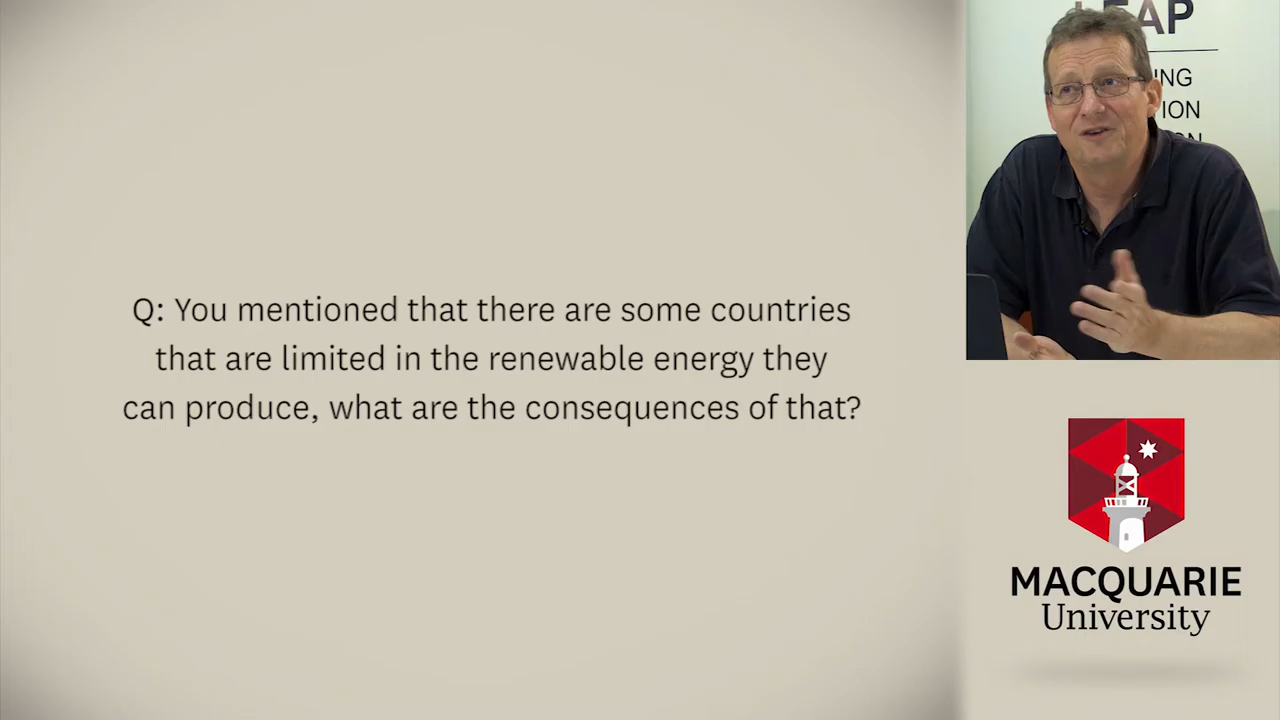 Q: You mentioned that there are some countries
that are limited in the renewable energy they
can produce, what are the consequences of that?
MACQUARIE
University